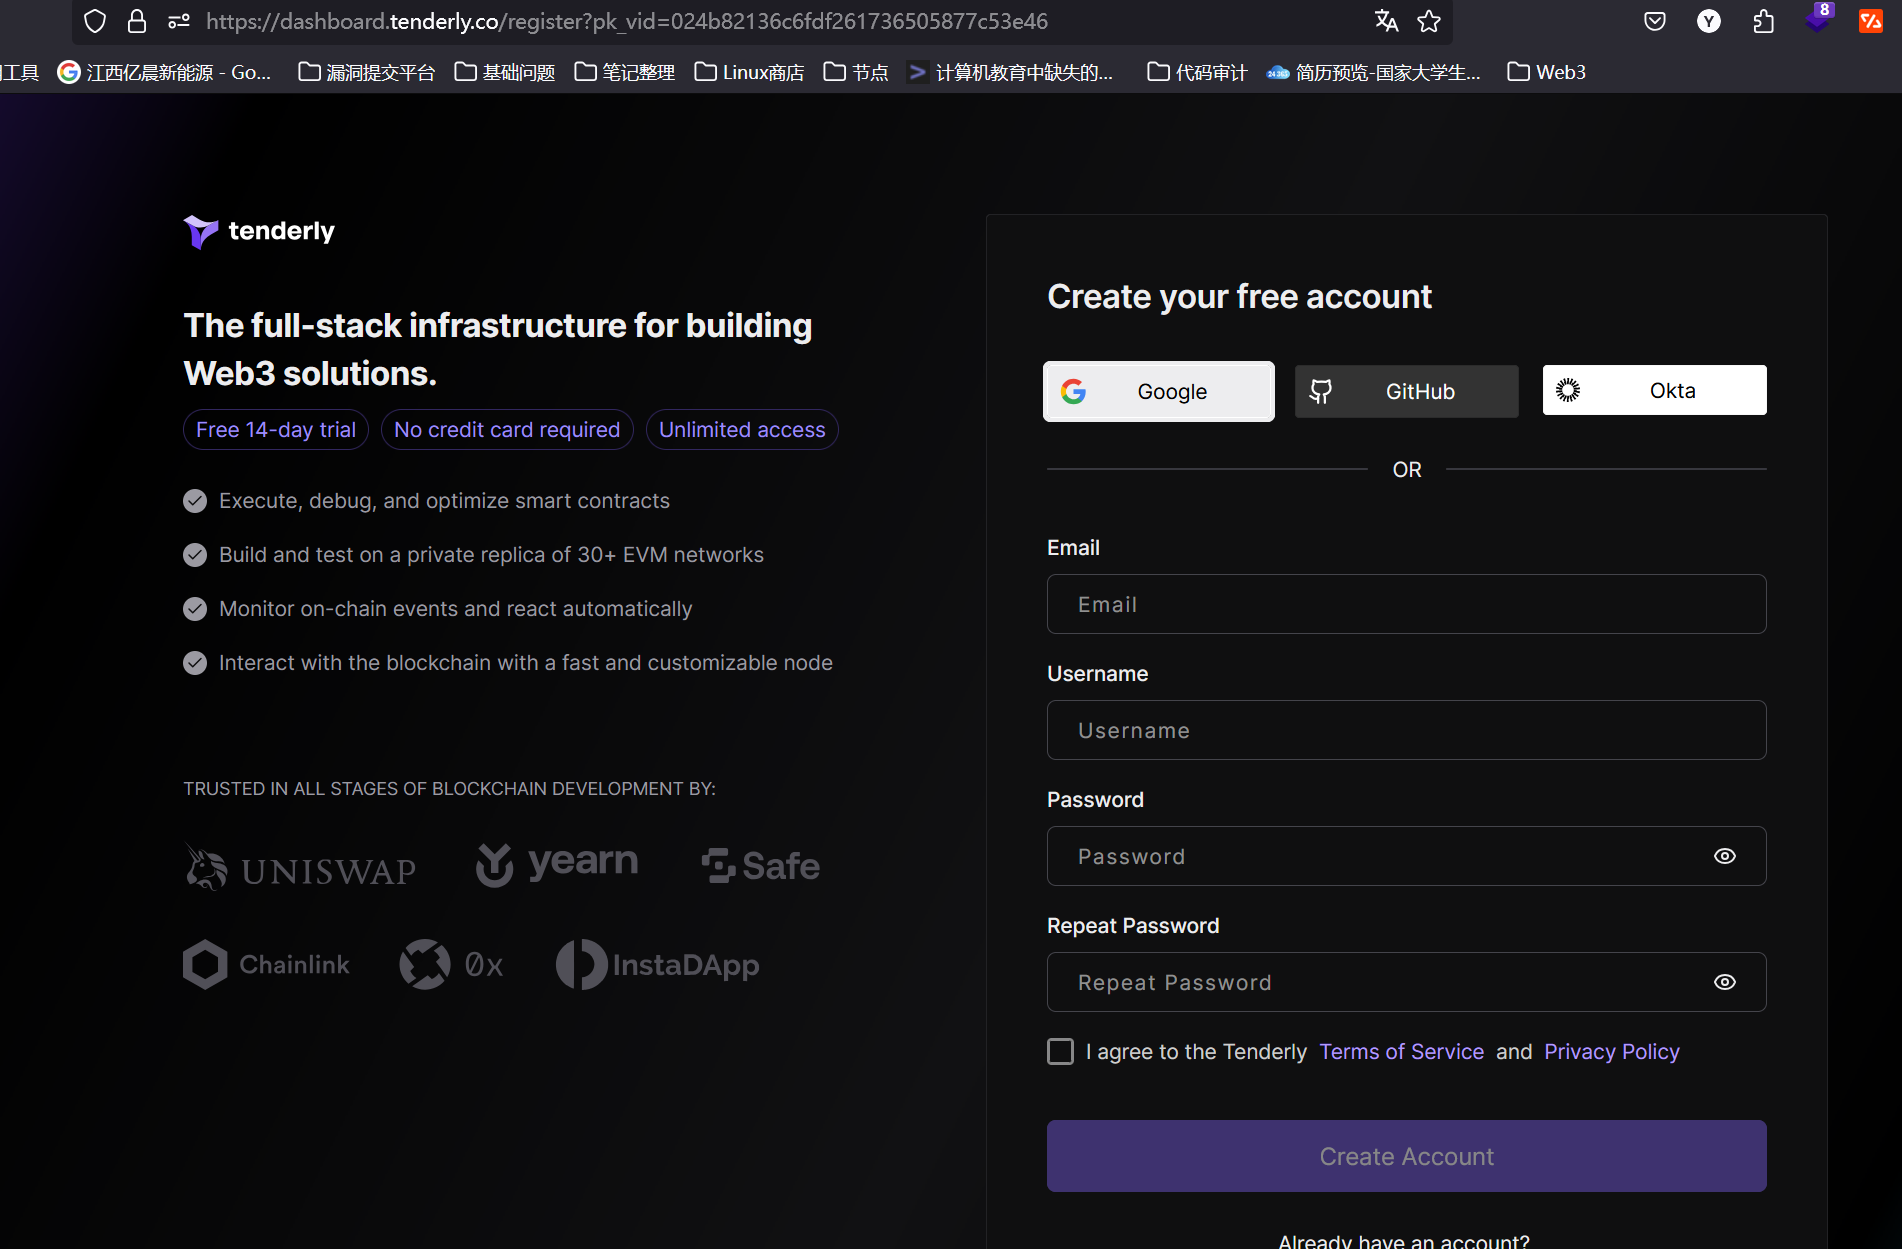 https://dashboard.tenderly.co/register?pk_vid=024b82136c6fdf261736505877c53e46
8
Y
工具
江西亿晨新能源 - Go...
漏洞提交平台
基础问题
笔记整理
Linux商店
节点
计算机教育中缺失的...
代码审计
简历预览-国家大学生...
Web3
tenderly
The full-stack infrastructure for building
Web3 solutions.
Free 14-day trial
No credit card required
Unlimited access
Execute, debug, and optimize smart contracts
Build and test on a private replica of 30+ EVM networks
Monitor on-chain events and react automatically
Interact with the blockchain with a fast and customizable node
TRUSTED IN ALL STAGES OF BLOCKCHAIN DEVELOPMENT BY:
UNISWAP
yearn
Safe
Chainlink
0x
InstaDApp
Create your free account
Google
GitHub
Okta
OR
Email
Email
Username
Username
Password
Password
Repeat Password
Repeat Password
I agree to the Tenderly Terms of Service and Privacy Policy
Create Account
Already have an account?